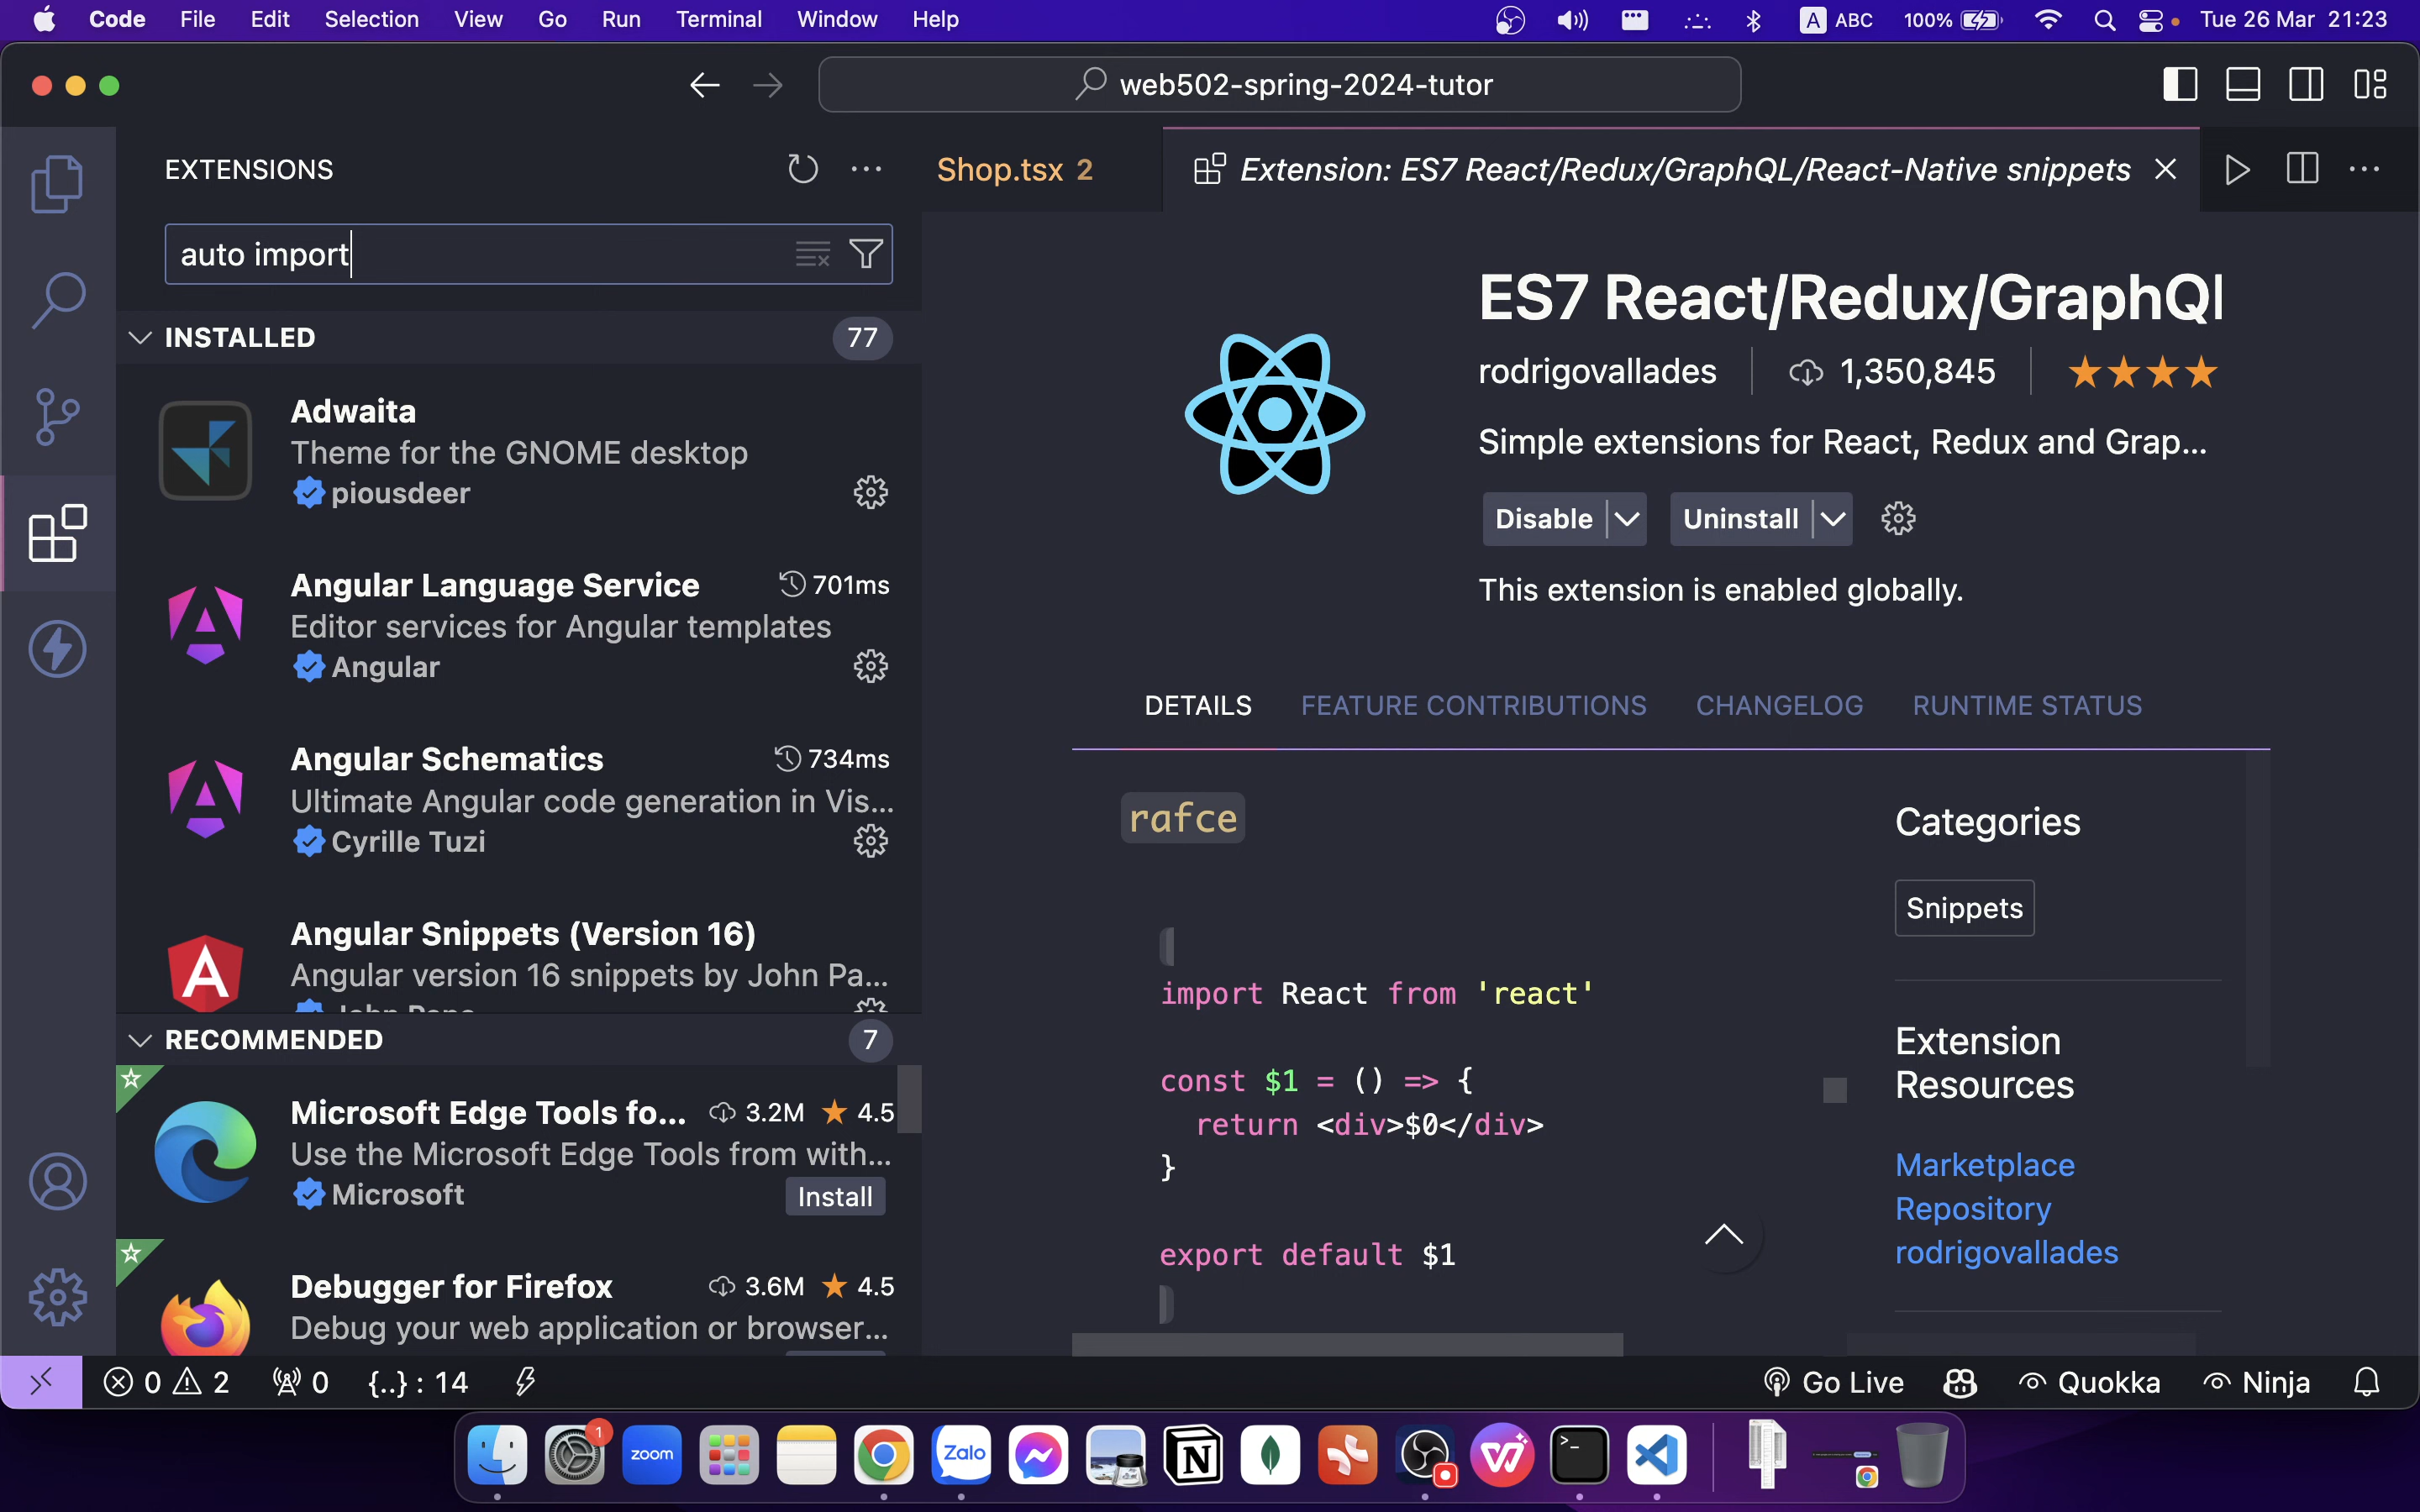 Code File Edit Selection View Go Run Terminal Window Help
A ABC 100% Tue 26 Mar 21:23
web502-spring-2024-tutor
EXTENSIONS
auto import
INSTALLED 77
Adwaita
Theme for the GNOME desktop
piousdeer
Angular Language Service 701ms
Editor services for Angular templates
Angular
Angular Schematics 734ms
Ultimate Angular code generation in Vis...
Cyrille Tuzi
Angular Snippets (Version 16)
Angular version 16 snippets by John Pa...
RECOMMENDED 7
Microsoft Edge Tools fo... 3.2M 4.5
Use the Microsoft Edge Tools from with...
Microsoft Install
Debugger for Firefox 3.6M 4.5
Debug your web application or browser...
Shop.tsx 2
Extension: ES7 React/Redux/GraphQL/React-Native snippets
ES7 React/Redux/GraphQl
rodrigovallades 1,350,845
Simple extensions for React, Redux and Grap...
Disable Uninstall
This extension is enabled globally.
DETAILS FEATURE CONTRIBUTIONS CHANGELOG RUNTIME STATUS
rafce
import React from 'react'
const $1 = () => {
return <div>$0</div>
}
export default $1
Categories
Snippets
Extension
Resources
Marketplace
Repository
rodrigovallades
0 2 0 {..} : 14
Go Live Quokka Ninja
1
zoom
Zalo